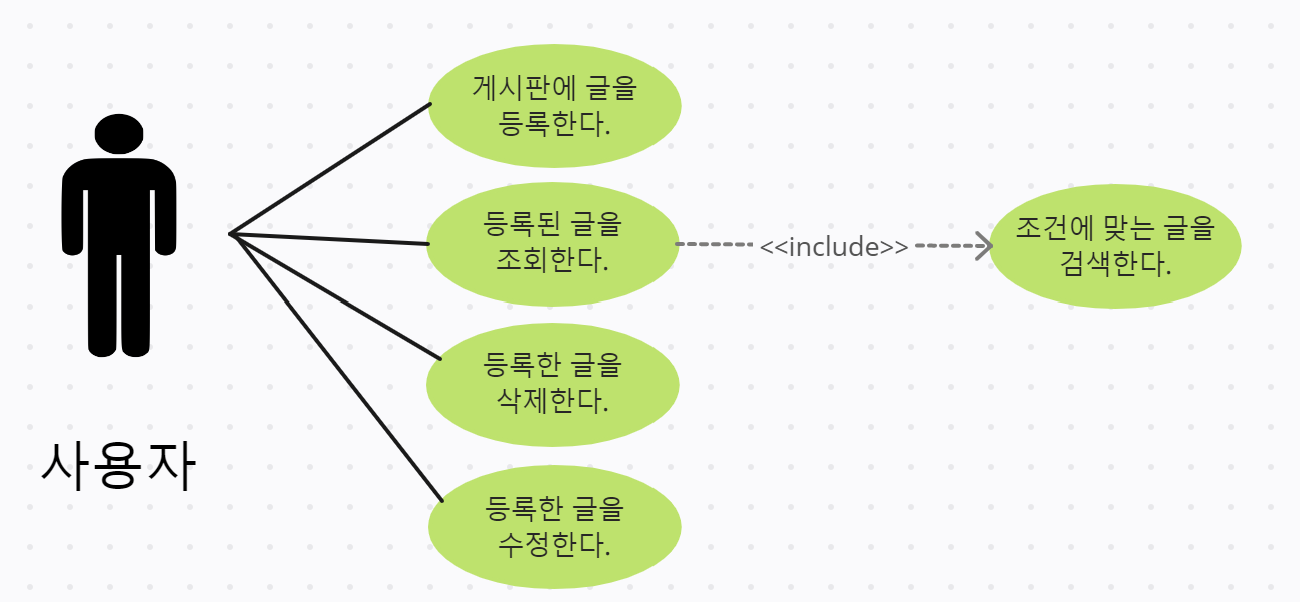 게시판에 글을
등록한다.
등록된 글을
조회한다.
<<include>>
조건에 맞는 글을
검색한다.
등록한 글을
삭제한다.
사용자
등록한 글을
수정한다.